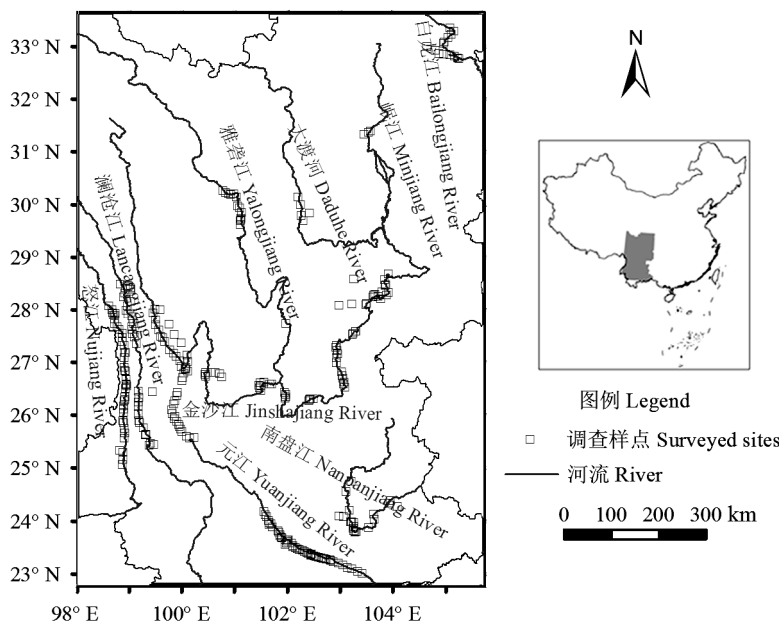 33° N
32° N
31° N
30° N
29° N
28° N
27° N
26° N
25° N
24° N
23° N
98° E
100° E
102° E
104° E
白龙江 Bailongjiang River
岷江 Minjiang River
大渡河 Daduhe River
雅砻江 Yalongjiang River
澜沧江 Lancangjiang River
怒江 Nujiang River
金沙江 Jinshajiang River
南盘江 Nanpanjiang River
元江 Yuanjiang River
N
图例 Legend
调查样点 Surveyed sites
河流 River
0 100 200 300 km